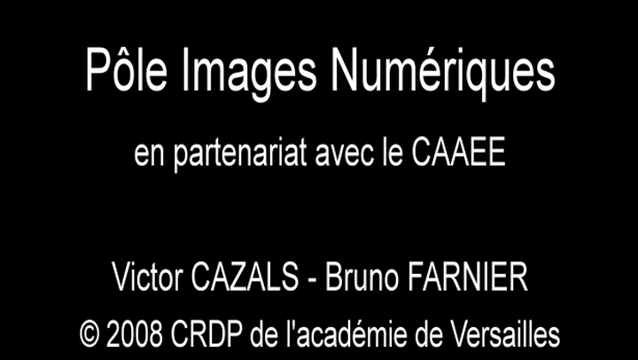 Pôle Images Numériques
en partenariat avec le CAAEE
Victor CAZALS - Bruno FARNIER
© 2008 CRDP de l'académie de Versailles